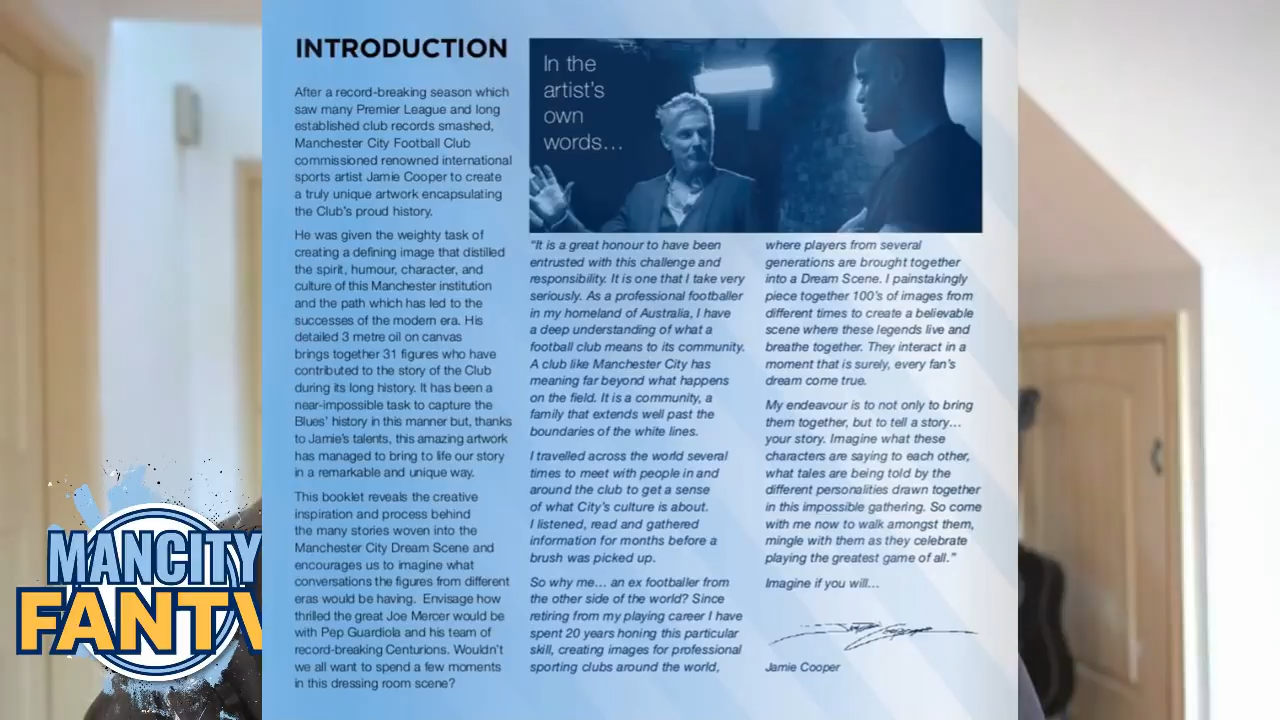 INTRODUCTION
After a record-breaking season which
saw many Premier League and long
established club records smashed,
Manchester City Football Club
commissioned renowned international
sports artist Jamie Cooper to create
a truly unique artwork encapsulating
the Club's proud history.
He was given the weighty task of
creating a defining image that distilled
the spirit, humour, character, and
culture of this Manchester institution
and the path which has led to the
successes of the modern era. His
detailed 3 metre oil on canvas
brings together 31 figures who have
contributed to the story of the Club
during its long history. It has been a
near-impossible task to capture the
Blues' history in this manner but, thanks
to Jamie's talents, this amazing artwork
has managed to bring to life our story
in a remarkable and unique way.
This booklet reveals the creative
inspiration and process behind
the many stories woven into the
Manchester City Dream Scene and
encourages us to imagine what
conversations the figures from different
eras would be having. Envisage how
thrilled the great Joe Mercer would be
with Pep Guardiola and his team of
record-breaking Centurions. Wouldn't
we all want to spend a few moments
in this dressing room scene?
In the
artist's
own
words...
"It is a great honour to have been
entrusted with this challenge and
responsibility. It is one that I take very
seriously. As a professional footballer
in my homeland of Australia, I have
a deep understanding of what a
football club means to its community.
A club like Manchester City has
meaning far beyond what happens
on the field. It is a community, a
family that extends well past the
boundaries of the white lines.
I travelled across the world several
times to meet with people in and
around the club to get a sense
of what City's culture is about.
I listened, read and gathered
information for months before a
brush was picked up.
So why me... an ex footballer from
the other side of the world? Since
retiring from my playing career I have
spent 20 years honing this particular
skill, creating images for professional
sporting clubs around the world,
where players from several
generations are brought together
into a Dream Scene. I painstakingly
piece together 100's of images from
different times to create a believable
scene where these legends live and
breathe together. They interact in a
moment that is surely, every fan's
dream come true.
My endeavour is to not only to bring
them together, but to tell a story...
your story. Imagine what these
characters are saying to each other,
what tales are being told by the
different personalities drawn together
in this impossible gathering. So come
with me now to walk amongst them,
mingle with them as they celebrate
playing the greatest game of all."
Imagine if you will...
Jamie Cooper
MANCITY
FANTV